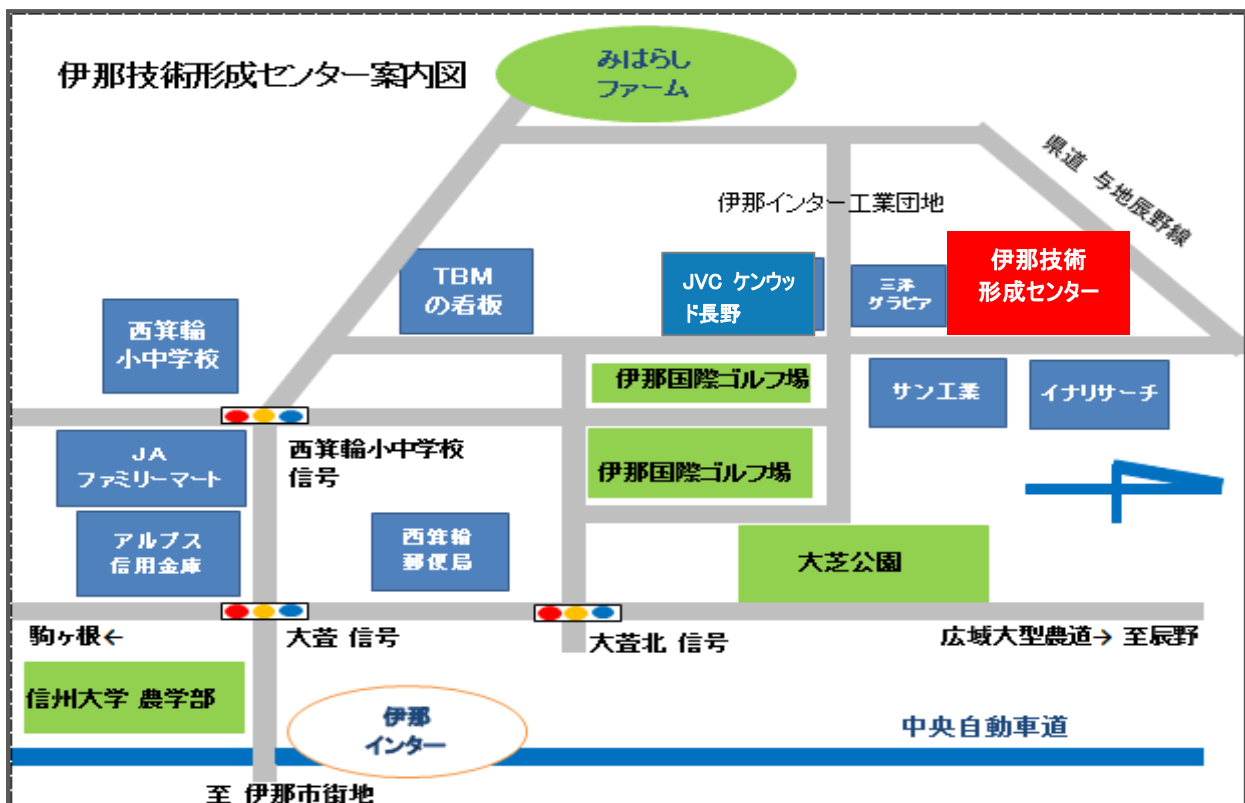 伊那技術形成センター案内図
みはらし
ファーム
県道 与地辰野線
伊那インター工業団地
TBM
の看板
JVC ケンウッ
ド長野
三澤
グラビア
伊那技術
形成センター
西箕輪
小中学校
伊那国際ゴルフ場
サン工業
イナリサーチ
JA
ファミリーマート
西箕輪小中学校
信号
伊那国際ゴルフ場
アルプス
信用金庫
西箕輪
郵便局
大芝公園
駒ヶ根←
大萱 信号
大萱北 信号
広域大型農道→ 至辰野
信州大学 農学部
伊那
インター
中央自動車道
至 伊那市街地